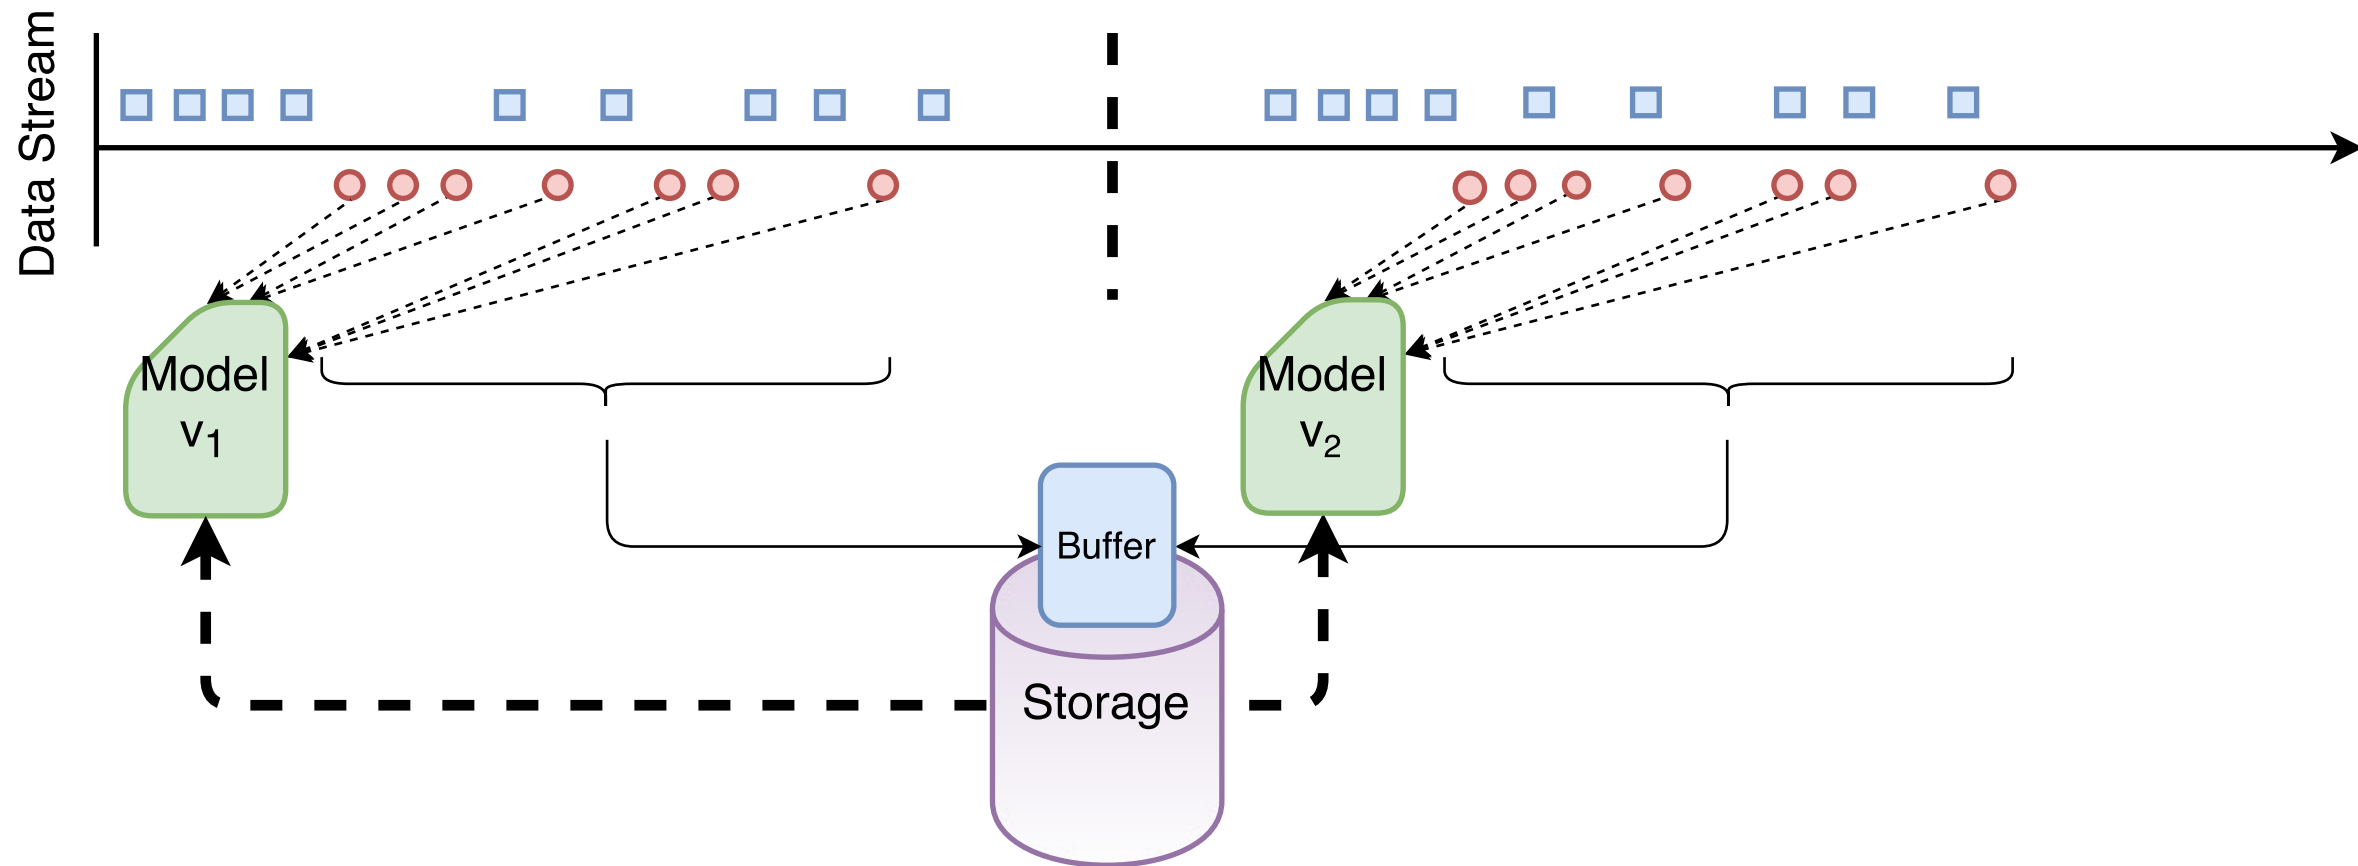 Data Stream
Model
v₁
Model
v₂
Buffer
Storage